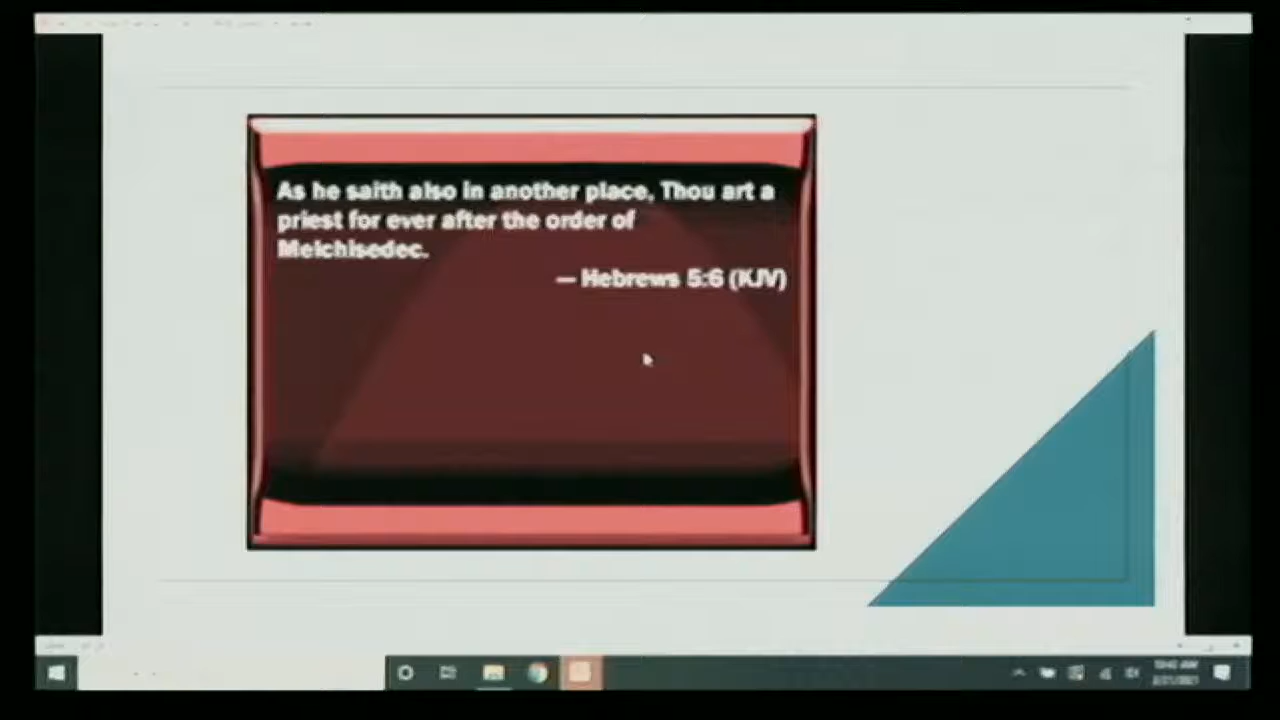 As he saith also in another place, Thou art a
priest for ever after the order of
Melchisedec.
— Hebrews 5:6 (KJV)